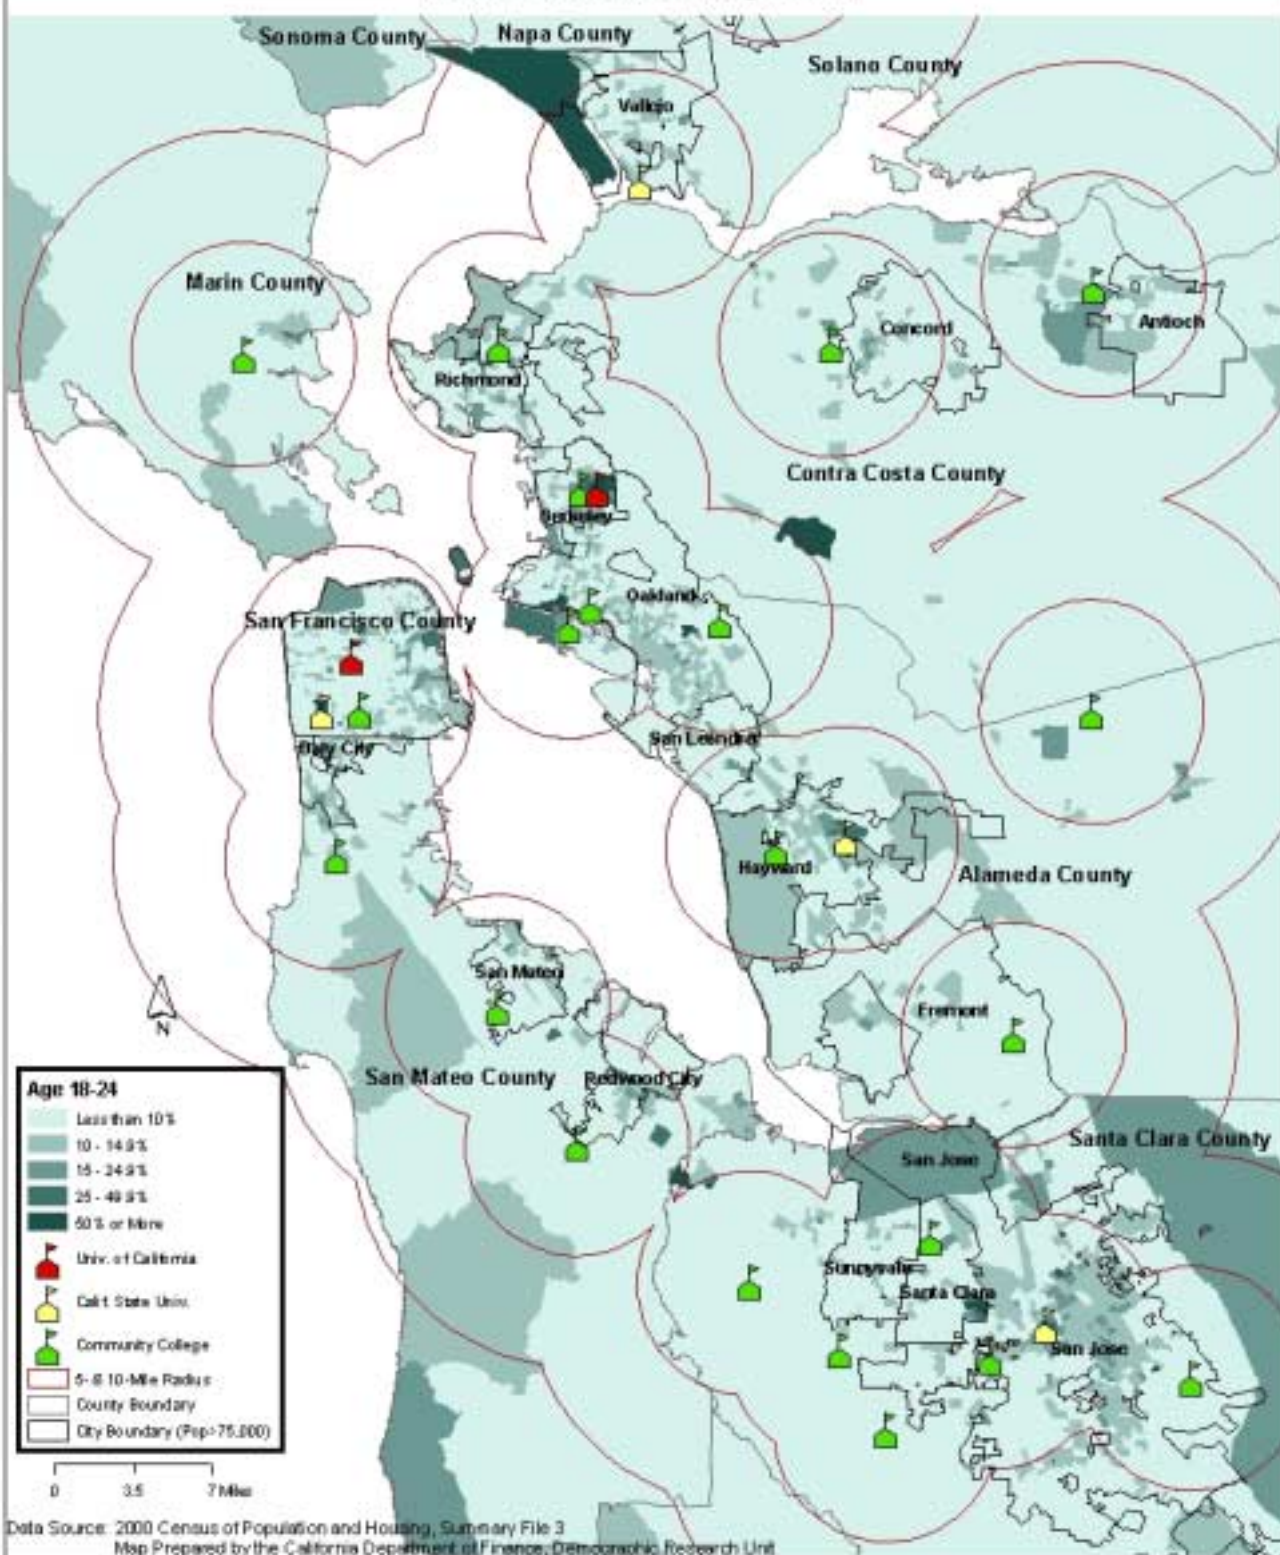 Sonoma County
Napa County
Solano County
Vallejo
Marin County
Concord
Antioch
Richmond
Contra Costa County
Berkeley
Oakland
San Francisco County
San Leandro
Daly City
Hayward
Alameda County
San Mateo
Fremont
N
San Mateo County
Redwood City
Santa Clara County
San Jose
Sunnyvale
Santa Clara
San Jose
Age 18-24
Less than 10%
10 - 14.9%
15 - 24.9%
25 - 49.9%
50% or More
Univ. of California
Calif. State Univ.
Community College
5- & 10-Mile Radius
County Boundary
City Boundary (Pop>75,000)
0 3.5 7 Miles
Data Source: 2000 Census of Population and Housing, Summary File 3
Map Prepared by the California Department of Finance, Demographic Research Unit